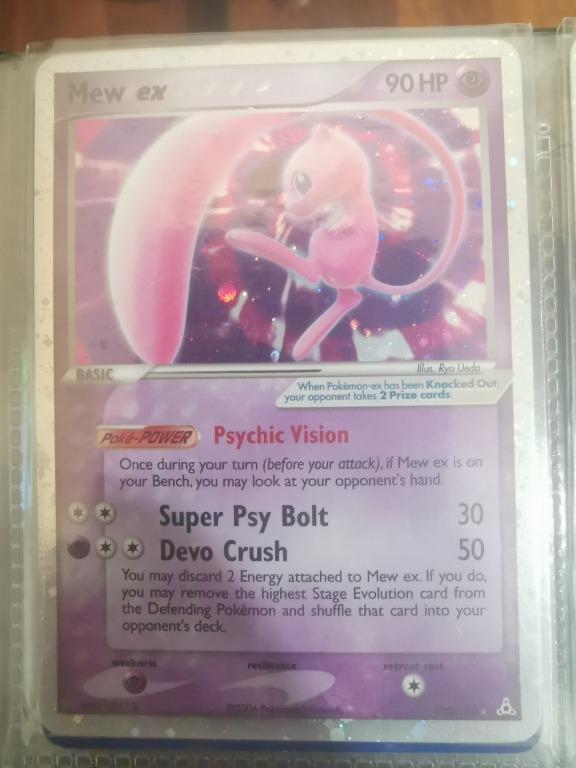 Mew ex 90 HP
BASIC
Illus. Ryo Ueda
When Pokémon-ex has been Knocked Out,
your opponent takes 2 Prize cards.
Poké-POWER Psychic Vision
Once during your turn (before your attack), if Mew ex is on
your Bench, you may look at your opponent's hand.
Super Psy Bolt 30
Devo Crush 50
You may discard 2 Energy attached to Mew ex. If you do,
you may remove the highest Stage Evolution card from
the Defending Pokémon and shuffle that card into your
opponent's deck.
weakness resistance retreat cost
©2006 Pokémon/Nintendo